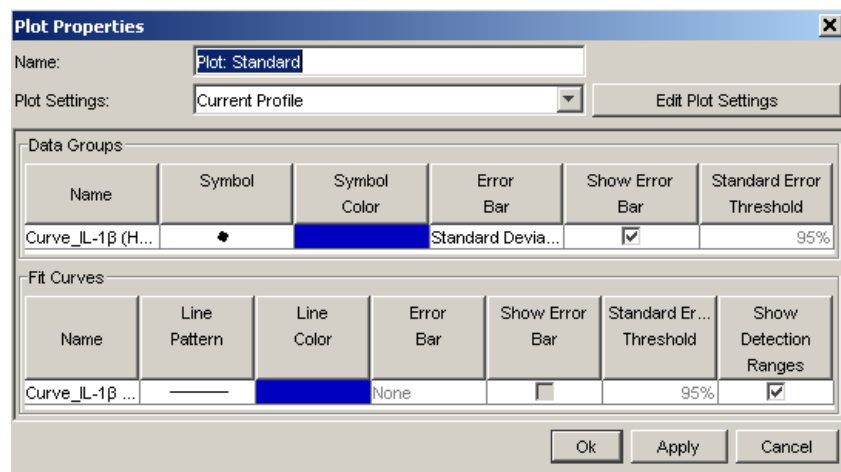 Plot Properties
Name: Plot: Standard
Plot Settings: Current Profile Edit Plot Settings
Data Groups
Name Symbol Symbol Color Error Bar Show Error Bar Standard Error Threshold
Curve_IL-1β (H... Standard Devia... 95%
Fit Curves
Name Line Pattern Line Color Error Bar Show Error Bar Standard Er... Threshold Show Detection Ranges
Curve_IL-1β ... None 95%
Ok Apply Cancel